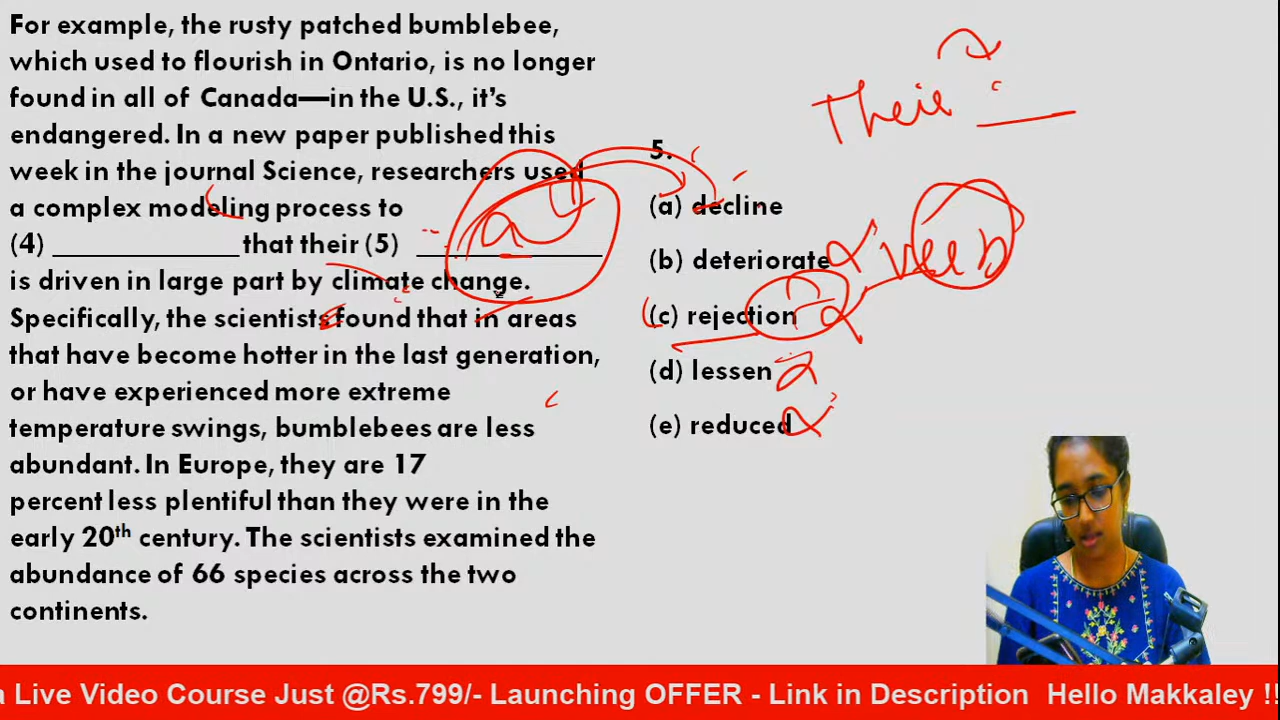 For example, the rusty patched bumblebee,
which used to flourish in Ontario, is no longer
found in all of Canada—in the U.S., it's
endangered. In a new paper published this
week in the journal Science, researchers used
a complex modeling process to
(4) ________________ that their (5) ________________
is driven in large part by climate change.
Specifically, the scientists found that in areas
that have become hotter in the last generation,
or have experienced more extreme
temperature swings, bumblebees are less
abundant. In Europe, they are 17
percent less plentiful than they were in the
early 20th century. The scientists examined the
abundance of 66 species across the two
continents.
a
Their ____
5.
(a) decline
(b) deteriorate
verb
(c) rejection
(d) lessen
(e) reduced
a Live Video Course Just @Rs.799/- Launching OFFER - Link in Description Hello Makkaley !!